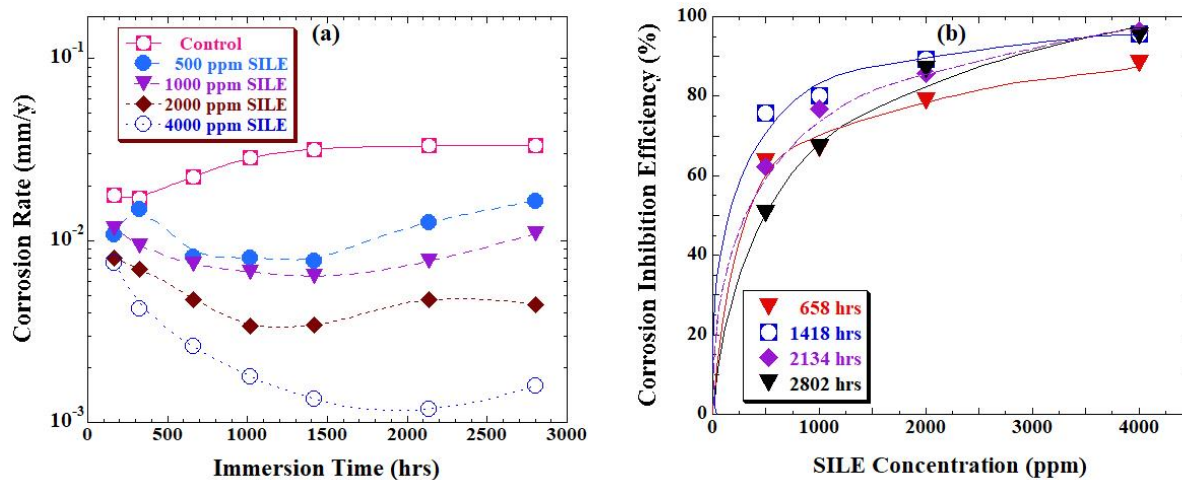 (a)
Control
500 ppm SILE
1000 ppm SILE
2000 ppm SILE
4000 ppm SILE
10⁻¹
10⁻²
10⁻³
Corrosion Rate (mm/y)
0 500 1000 1500 2000 2500 3000
Immersion Time (hrs)
(b)
100
80
60
40
20
0
Corrosion Inhibition Efficiency (%)
658 hrs
1418 hrs
2134 hrs
2802 hrs
0 1000 2000 3000 4000
SILE Concentration (ppm)